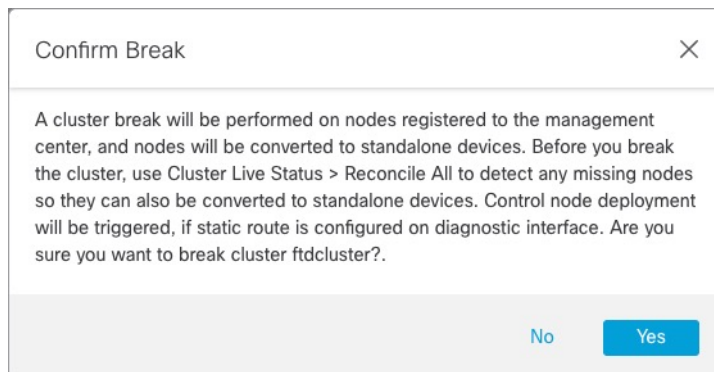 Confirm Break
A cluster break will be performed on nodes registered to the management
center, and nodes will be converted to standalone devices. Before you break
the cluster, use Cluster Live Status > Reconcile All to detect any missing nodes
so they can also be converted to standalone devices. Control node deployment
will be triggered, if static route is configured on diagnostic interface. Are you
sure you want to break cluster ftdcluster?.
No
Yes